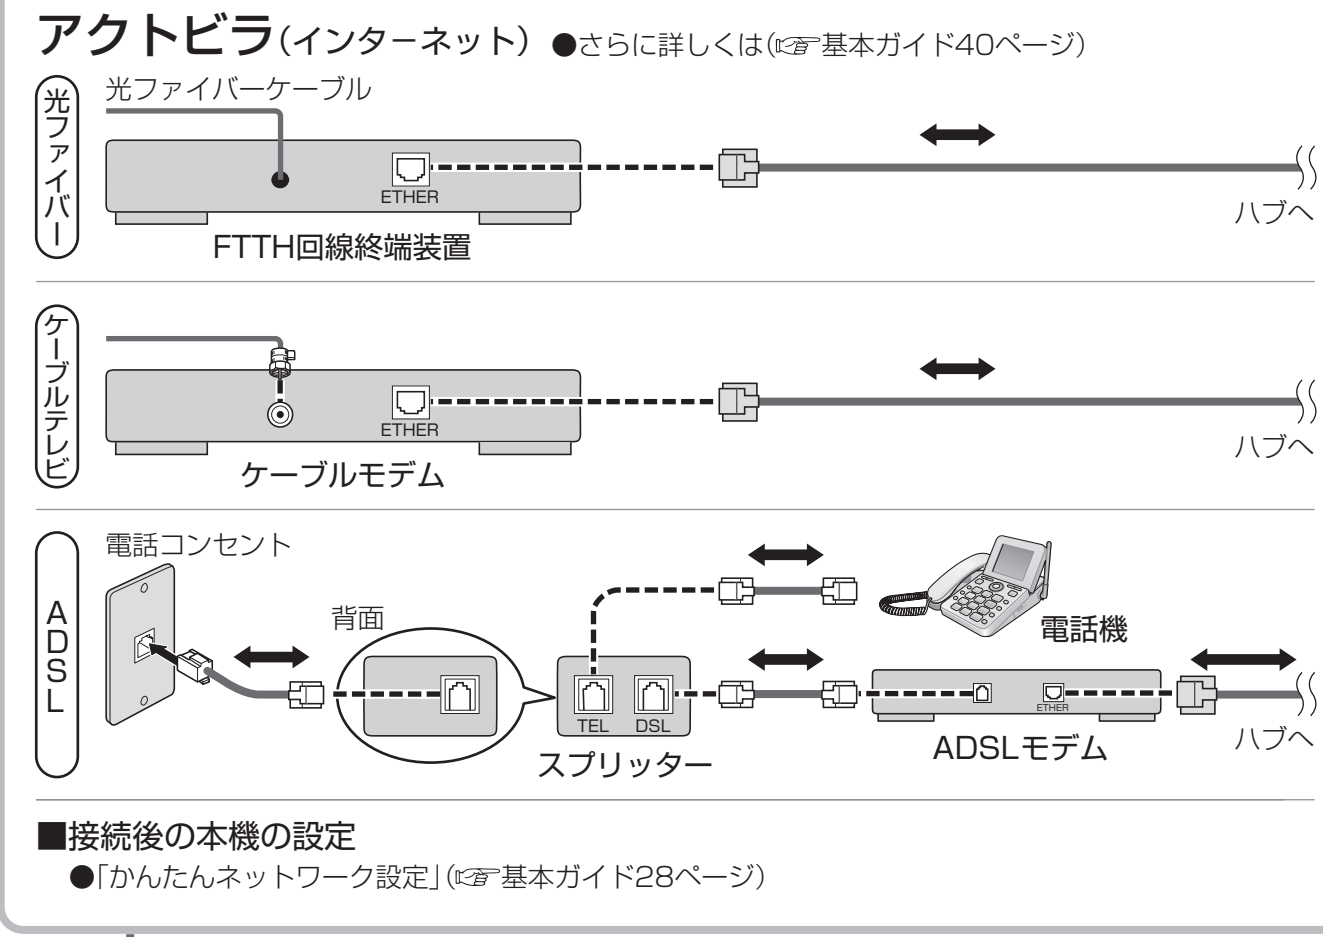 アクトビラ(インターネット) ●さらに詳しくは(☞基本ガイド40ページ)
光ファイバー
光ファイバーケーブル
ETHER
FTTH回線終端装置
ハブへ
ケーブルテレビ
ETHER
ケーブルモデム
ハブへ
ADSL
電話コンセント
背面
電話機
TEL DSL
スプリッター
ETHER
ADSLモデム
ハブへ
■接続後の本機の設定
●「かんたんネットワーク設定」(☞基本ガイド28ページ)